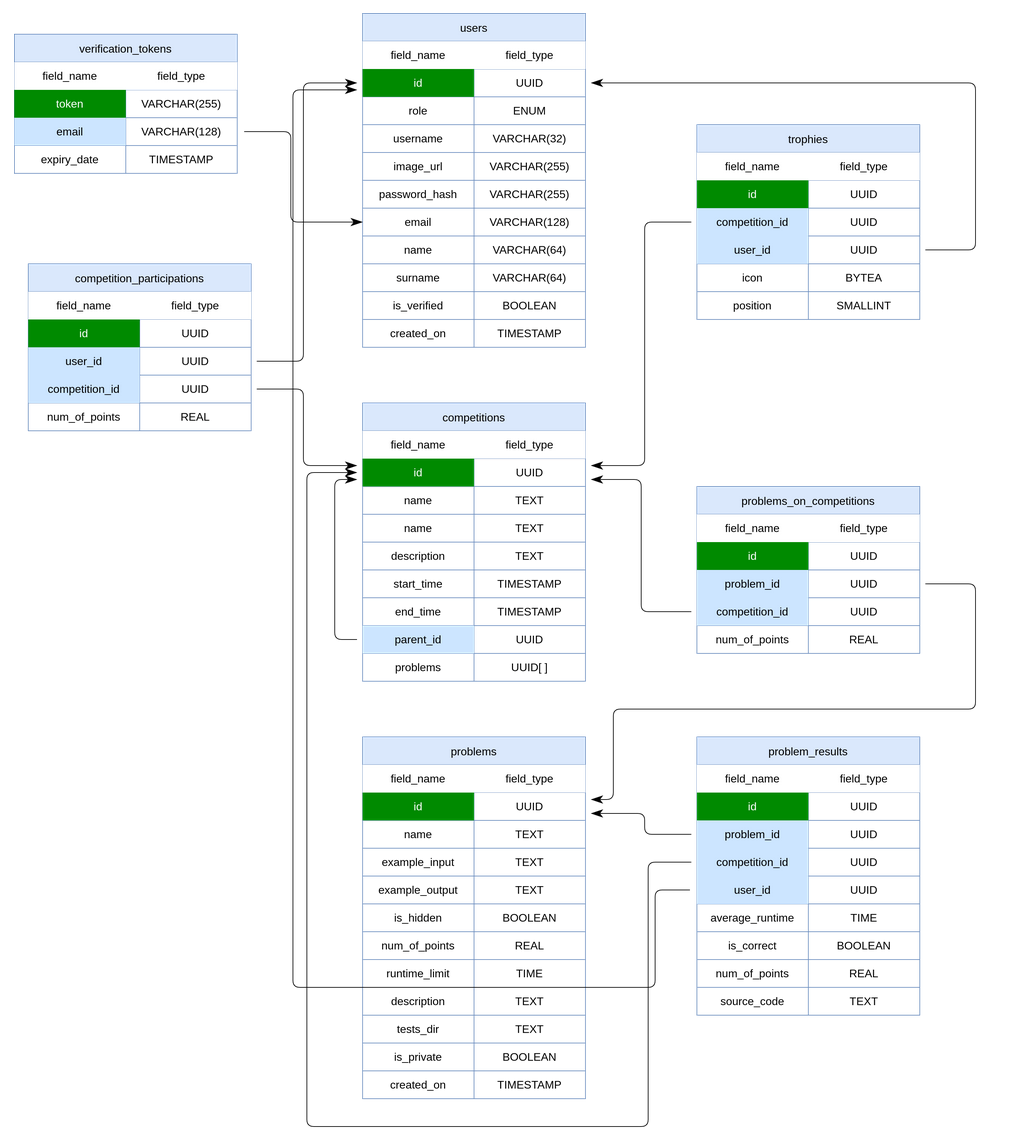 verification_tokens
field_name field_type
token VARCHAR(255)
email VARCHAR(128)
expiry_date TIMESTAMP
users
field_name field_type
id UUID
role ENUM
username VARCHAR(32)
image_url VARCHAR(255)
password_hash VARCHAR(255)
email VARCHAR(128)
name VARCHAR(64)
surname VARCHAR(64)
is_verified BOOLEAN
created_on TIMESTAMP
trophies
field_name field_type
id UUID
competition_id UUID
user_id UUID
icon BYTEA
position SMALLINT
competition_participations
field_name field_type
id UUID
user_id UUID
competition_id UUID
num_of_points REAL
competitions
field_name field_type
id UUID
name TEXT
name TEXT
description TEXT
start_time TIMESTAMP
end_time TIMESTAMP
parent_id UUID
problems UUID[ ]
problems_on_competitions
field_name field_type
id UUID
problem_id UUID
competition_id UUID
num_of_points REAL
problems
field_name field_type
id UUID
name TEXT
example_input TEXT
example_output TEXT
is_hidden BOOLEAN
num_of_points REAL
runtime_limit TIME
description TEXT
tests_dir TEXT
is_private BOOLEAN
created_on TIMESTAMP
problem_results
field_name field_type
id UUID
problem_id UUID
competition_id UUID
user_id UUID
average_runtime TIME
is_correct BOOLEAN
num_of_points REAL
source_code TEXT